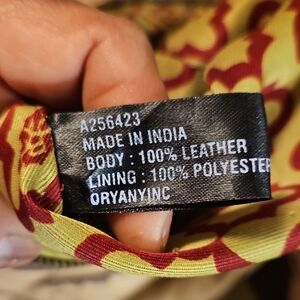 A256423
MADE IN INDIA
BODY : 100% LEATHER
LINING : 100% POLYESTER
ORYANYINC